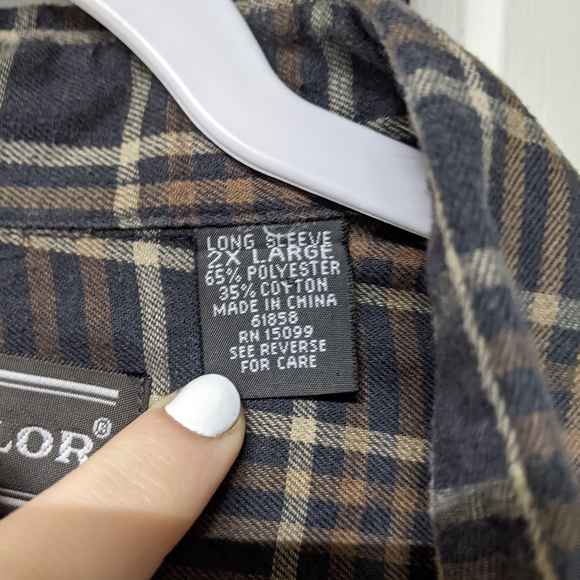 LONG SLEEVE
2X LARGE
65% POLYESTER
35% COTTON
MADE IN CHINA
61858
RN 15099
SEE REVERSE
FOR CARE
LOR®